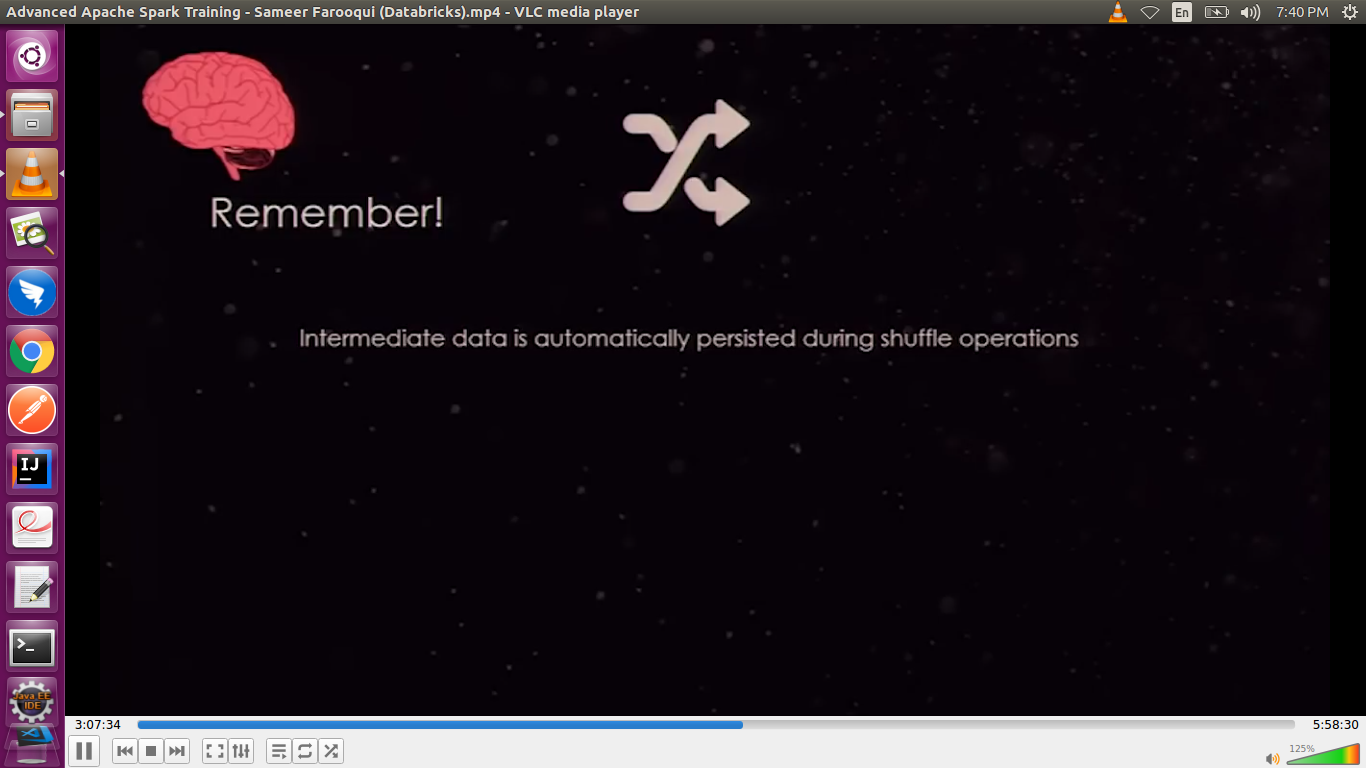 Advanced Apache Spark Training - Sameer Farooqui (Databricks).mp4 - VLC media player
En
7:40 PM
Remember!
Intermediate data is automatically persisted during shuffle operations
IJ
>_
Java EE
IDE
3:07:34
5:58:30
125%